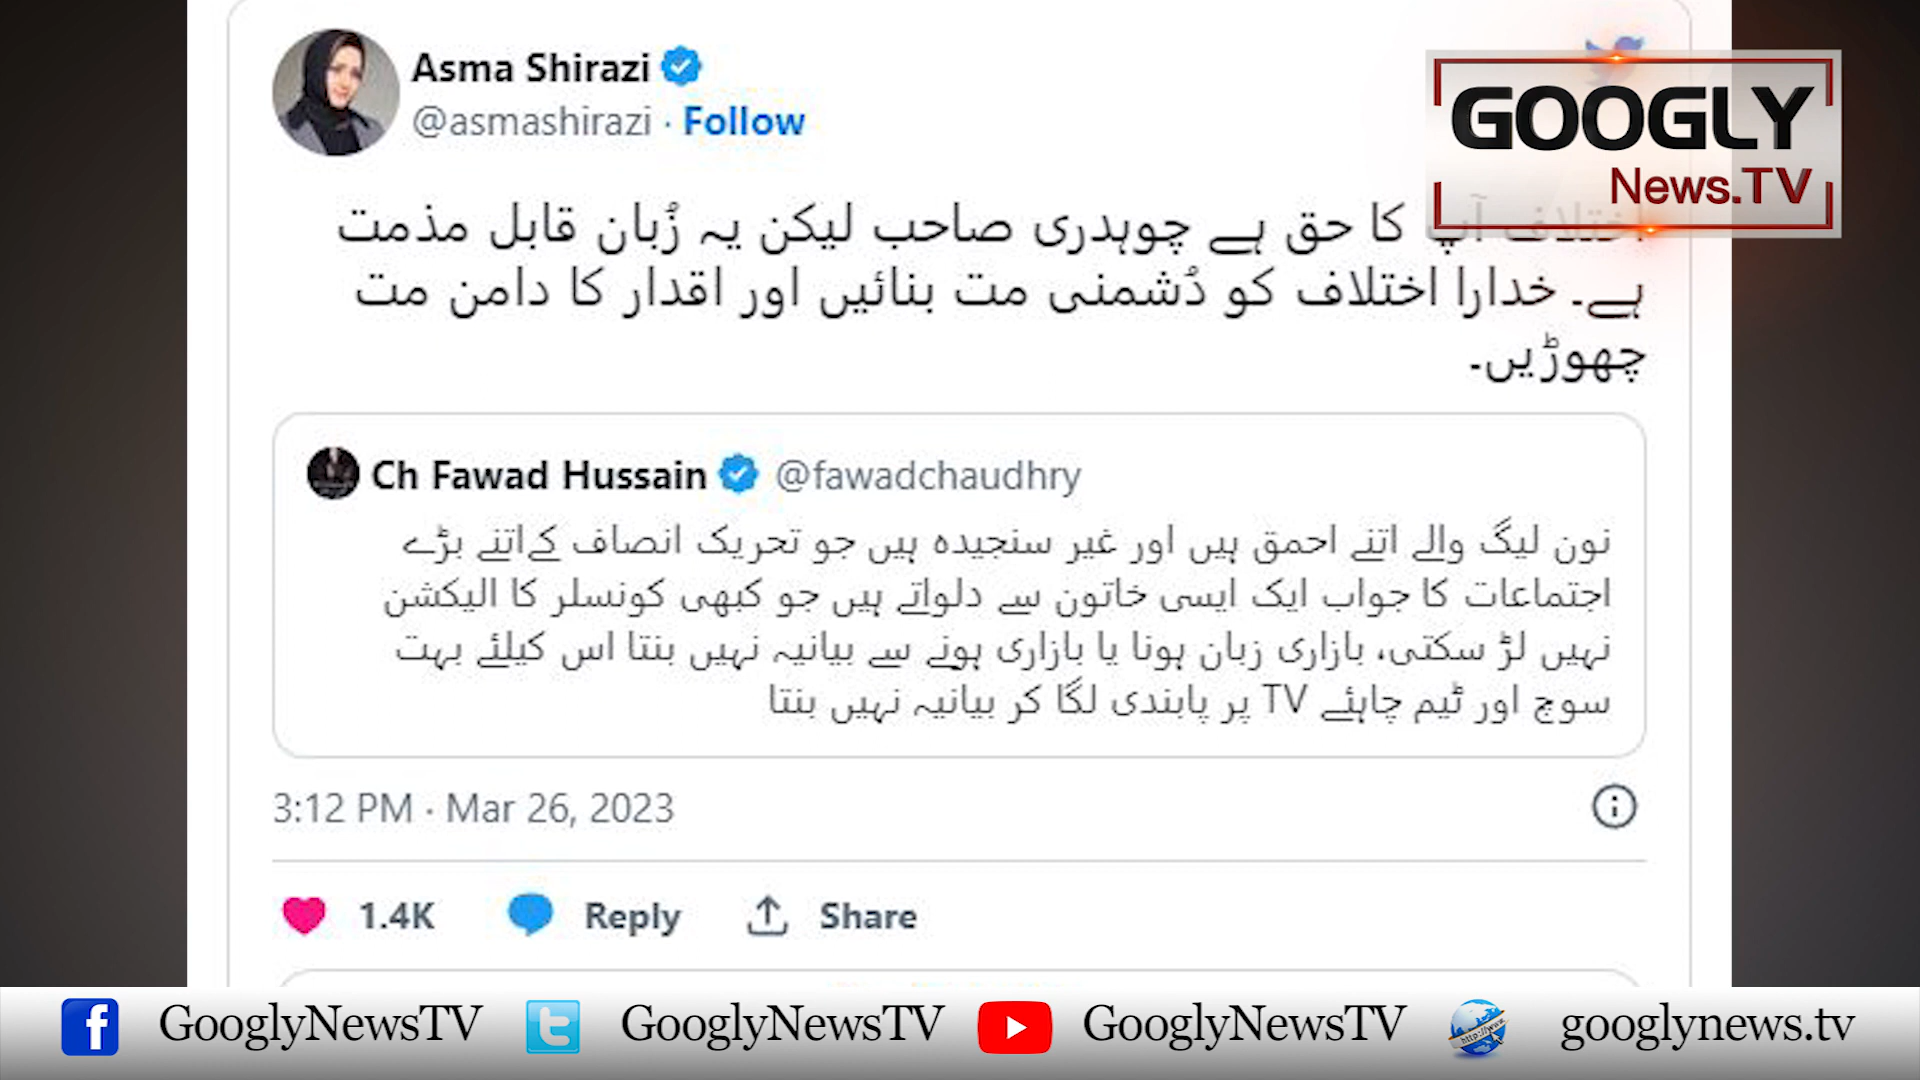 Asma Shirazi
@asmashirazi · Follow
GOOGLY
News.TV
اختلاف آپ کا حق ہے چوہدری صاحب لیکن یہ زُبان قابل مذمت
ہے۔ خدارا اختلاف کو دُشمنی مت بنائیں اور اقدار کا دامن مت
چھوڑیں۔
Ch Fawad Hussain @fawadchaudhry
نون لیگ والے اتنے احمق ہیں اور غیر سنجیدہ ہیں جو تحریک انصاف کےاتنے بڑے
اجتماعات کا جواب ایک ایسی خاتون سے دلواتے ہیں جو کبھی کونسلر کا الیکشن
نہیں لڑ سکتی، بازاری زبان ہونا یا بازاری ہونے سے بیانیہ نہیں بنتا اس کیلئے بہت
سوچ اور ٹیم چاہئے TV پر پابندی لگا کر بیانیہ نہیں بنتا
3:12 PM · Mar 26, 2023
1.4K Reply Share
GooglyNewsTV GooglyNewsTV GooglyNewsTV googlynews.tv